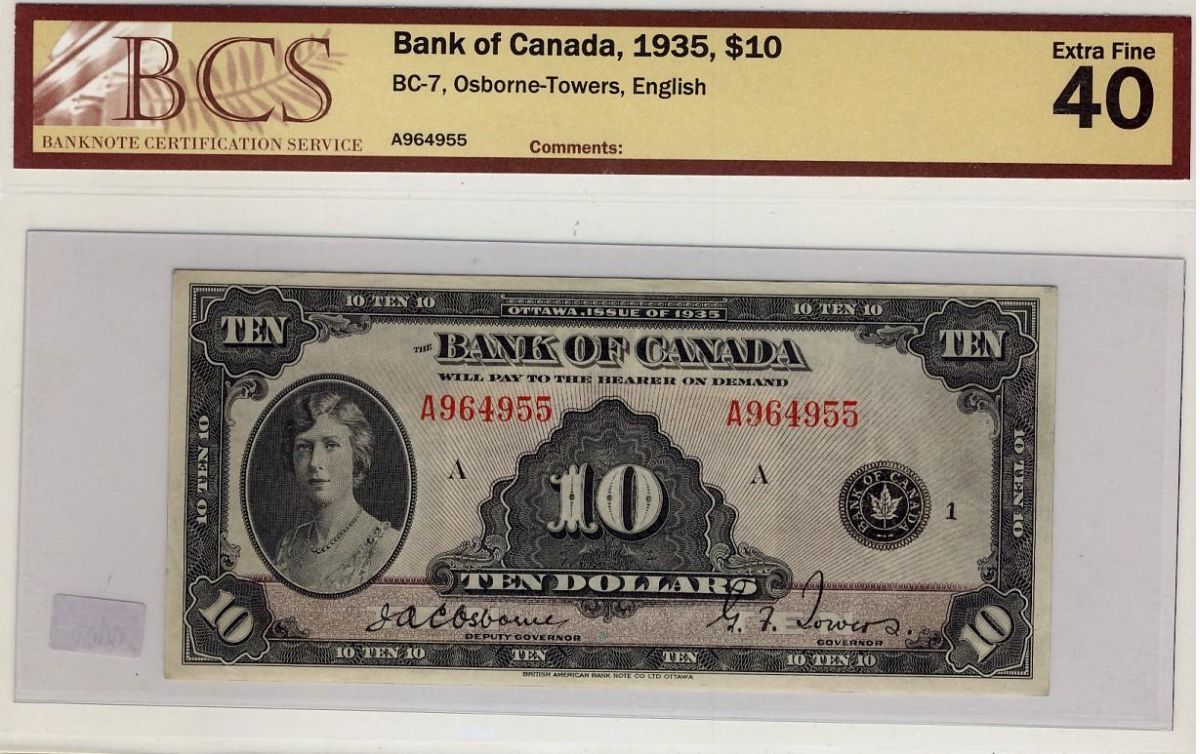 BCS
BANKNOTE CERTIFICATION SERVICE
Bank of Canada, 1935, $10
BC-7, Osborne-Towers, English
A964955
Comments:
Extra Fine
40
10 TEN 10
OTTAWA, ISSUE OF 1935
10 TEN 10
TEN
TEN
THE BANK OF CANADA
WILL PAY TO THE BEARER ON DEMAND
A964955
A964955
10 TEN 10
10 TEN 10
A
A
10
BANK OF CANADA
1
TEN DOLLARS
10
10
J A C Osborne
DEPUTY GOVERNOR
G. F. Towers.
GOVERNOR
10 TEN 10
TEN
TEN
10 TEN 10
BRITISH AMERICAN BANK NOTE CO LTD OTTAWA